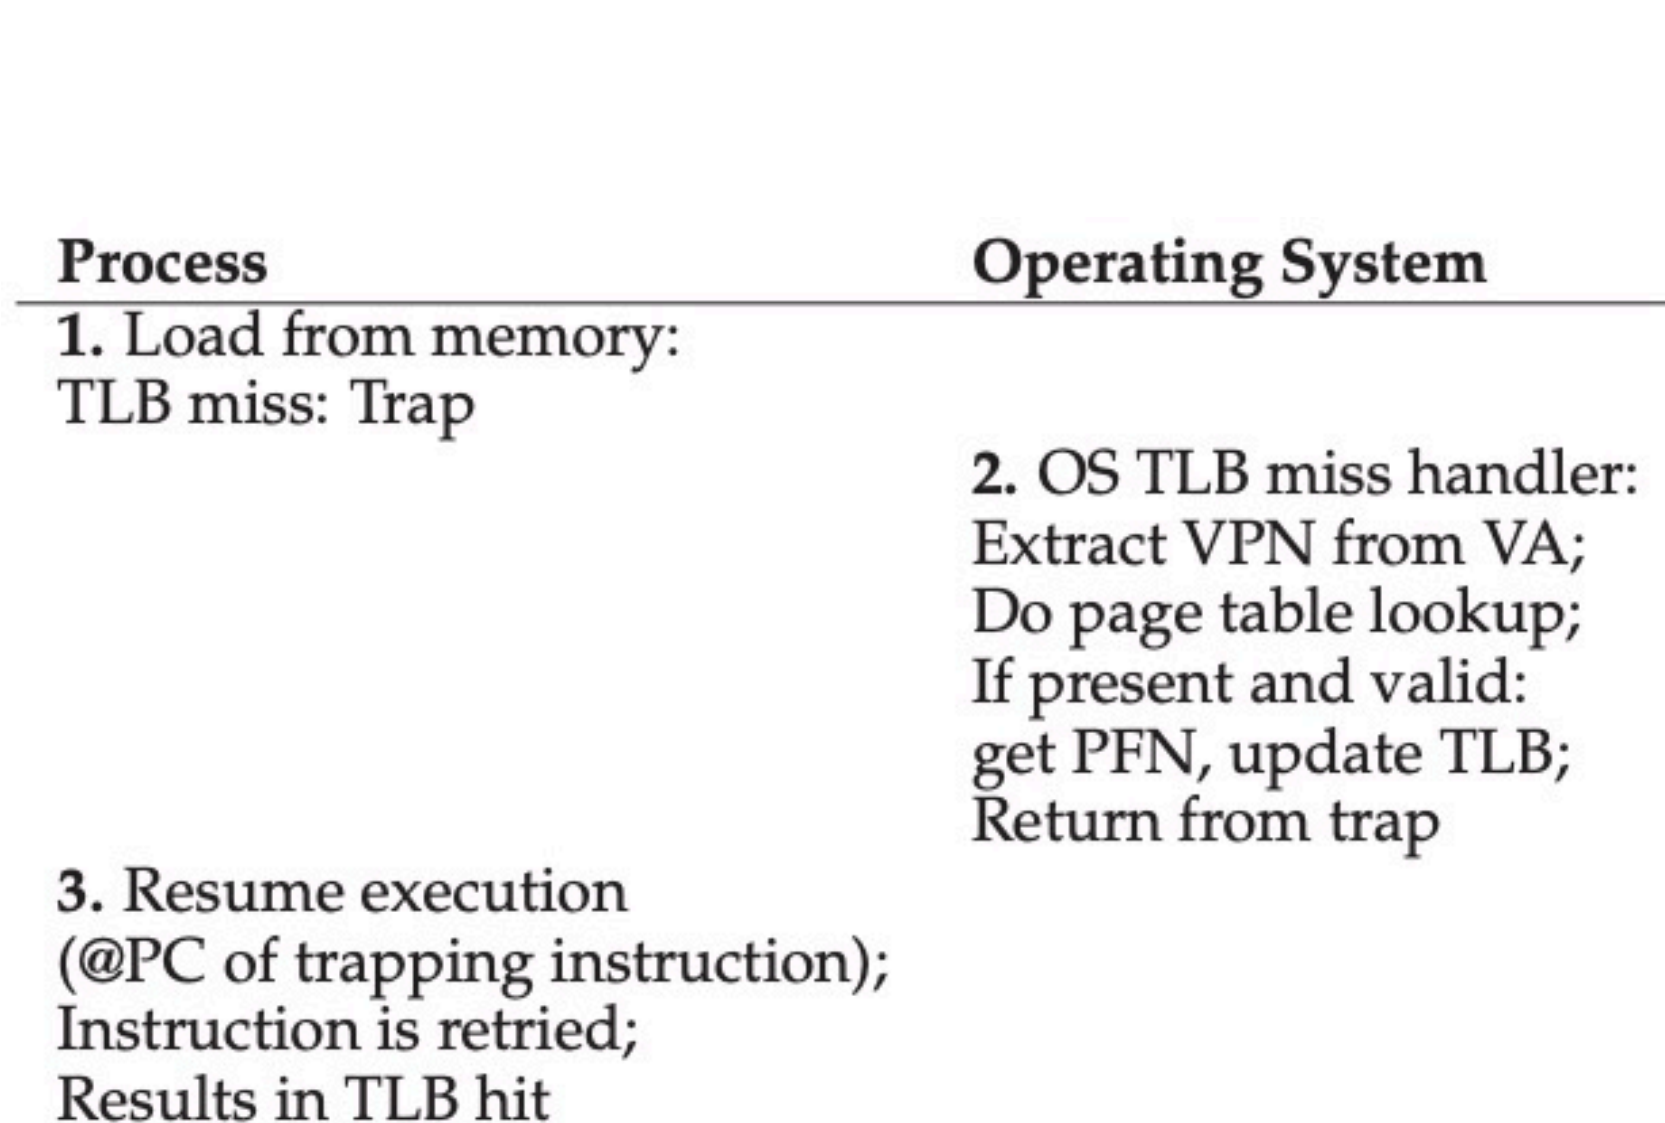 Process Operating System
1. Load from memory:
TLB miss: Trap
2. OS TLB miss handler:
Extract VPN from VA;
Do page table lookup;
If present and valid:
get PFN, update TLB;
Return from trap
3. Resume execution
(@PC of trapping instruction);
Instruction is retried;
Results in TLB hit